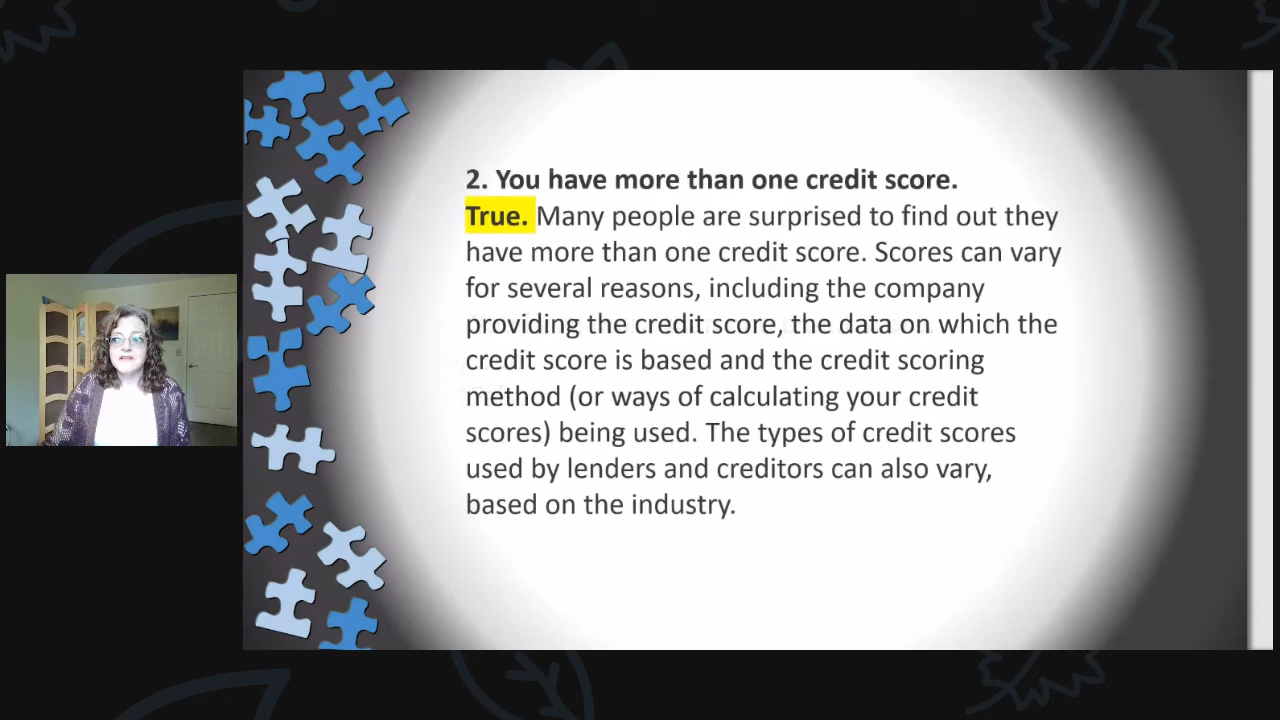 2. You have more than one credit score.
True. Many people are surprised to find out they
have more than one credit score. Scores can vary
for several reasons, including the company
providing the credit score, the data on which the
credit score is based and the credit scoring
method (or ways of calculating your credit
scores) being used. The types of credit scores
used by lenders and creditors can also vary,
based on the industry.